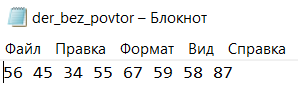 der_bez_povtor – Блокнот
Файл Правка Формат Вид Справка
56 45 34 55 67 59 58 87